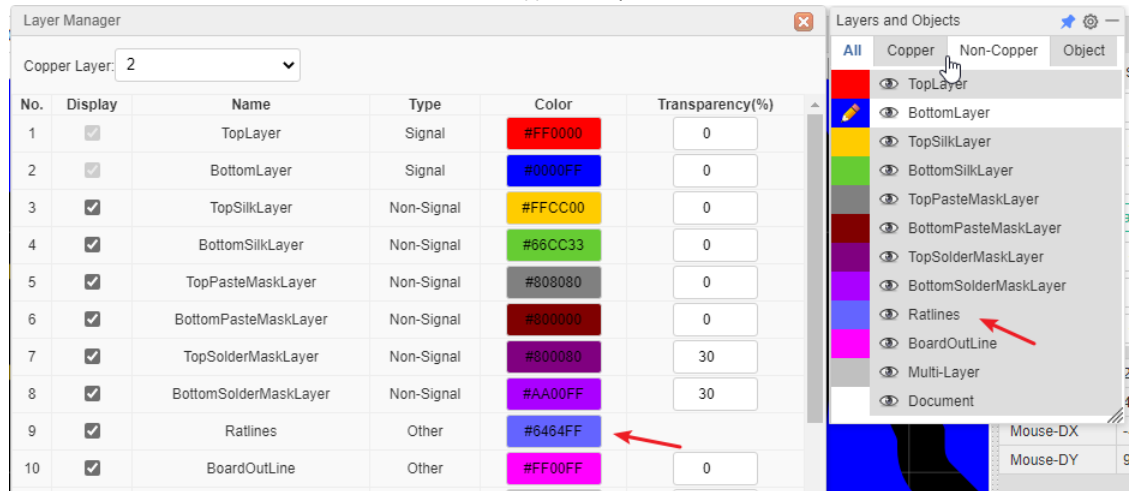 Layer Manager
Copper Layer: 2
No. Display Name Type Color Transparency(%)
1 TopLayer Signal #FF0000 0
2 BottomLayer Signal #0000FF 0
3 TopSilkLayer Non-Signal #FFCC00 0
4 BottomSilkLayer Non-Signal #66CC33 0
5 TopPasteMaskLayer Non-Signal #808080 0
6 BottomPasteMaskLayer Non-Signal #800000 0
7 TopSolderMaskLayer Non-Signal #800080 30
8 BottomSolderMaskLayer Non-Signal #AA00FF 30
9 Ratlines Other #6464FF
10 BoardOutLine Other #FF00FF 0
Layers and Objects
All Copper Non-Copper Object
TopLayer
BottomLayer
TopSilkLayer
BottomSilkLayer
TopPasteMaskLayer
BottomPasteMaskLayer
TopSolderMaskLayer
BottomSolderMaskLayer
Ratlines
BoardOutLine
Multi-Layer
Document
Mouse-DX
Mouse-DY